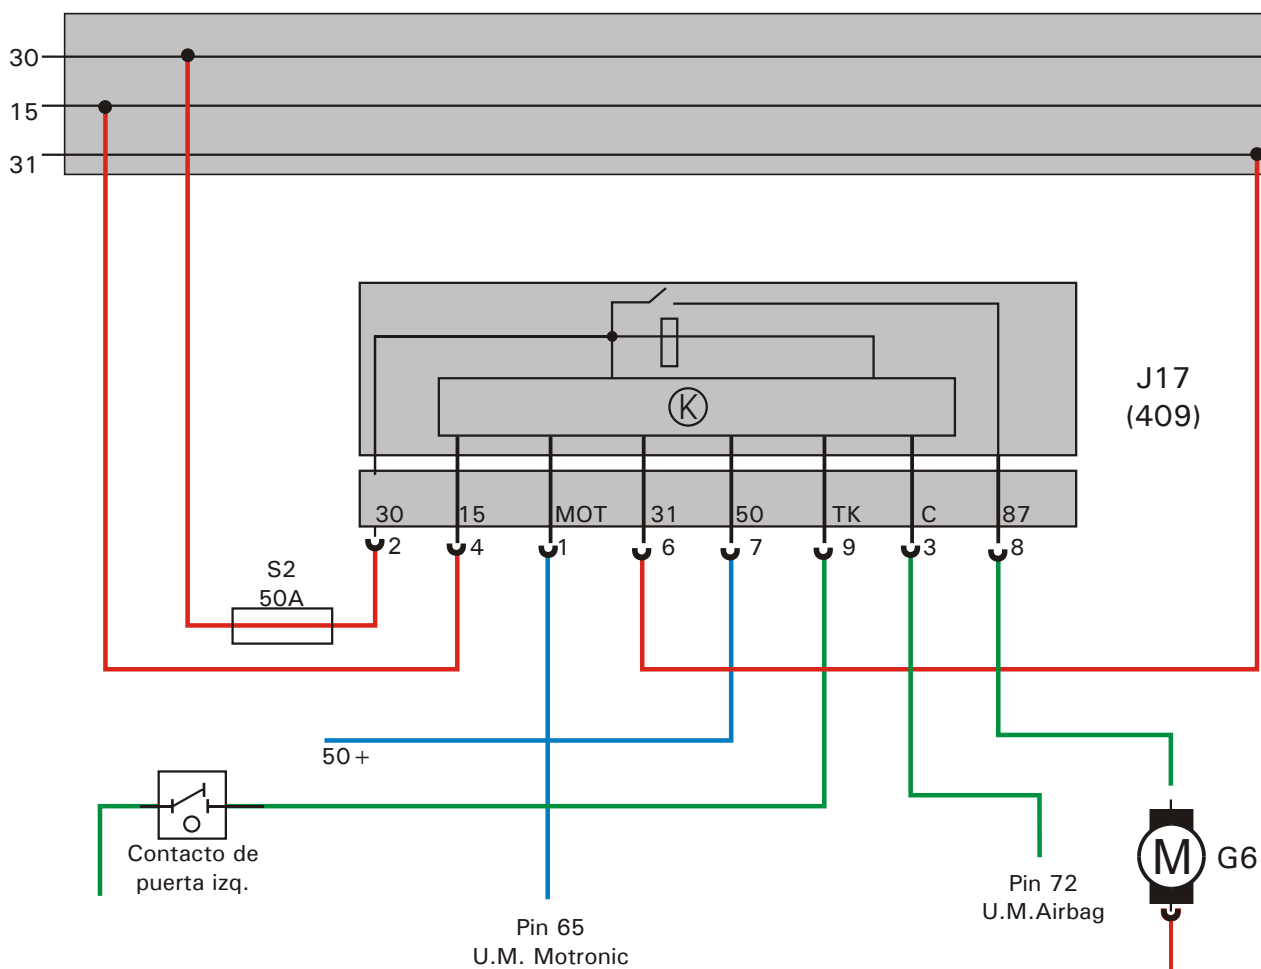 30
15
31
J17
(409)
K
30 15 MOT 31 50 TK C 87
2 4 1 6 7 9 3 8
S2
50A
50+
Contacto de
puerta izq.
M
G6
Pin 72
U.M.Airbag
Pin 65
U.M. Motronic